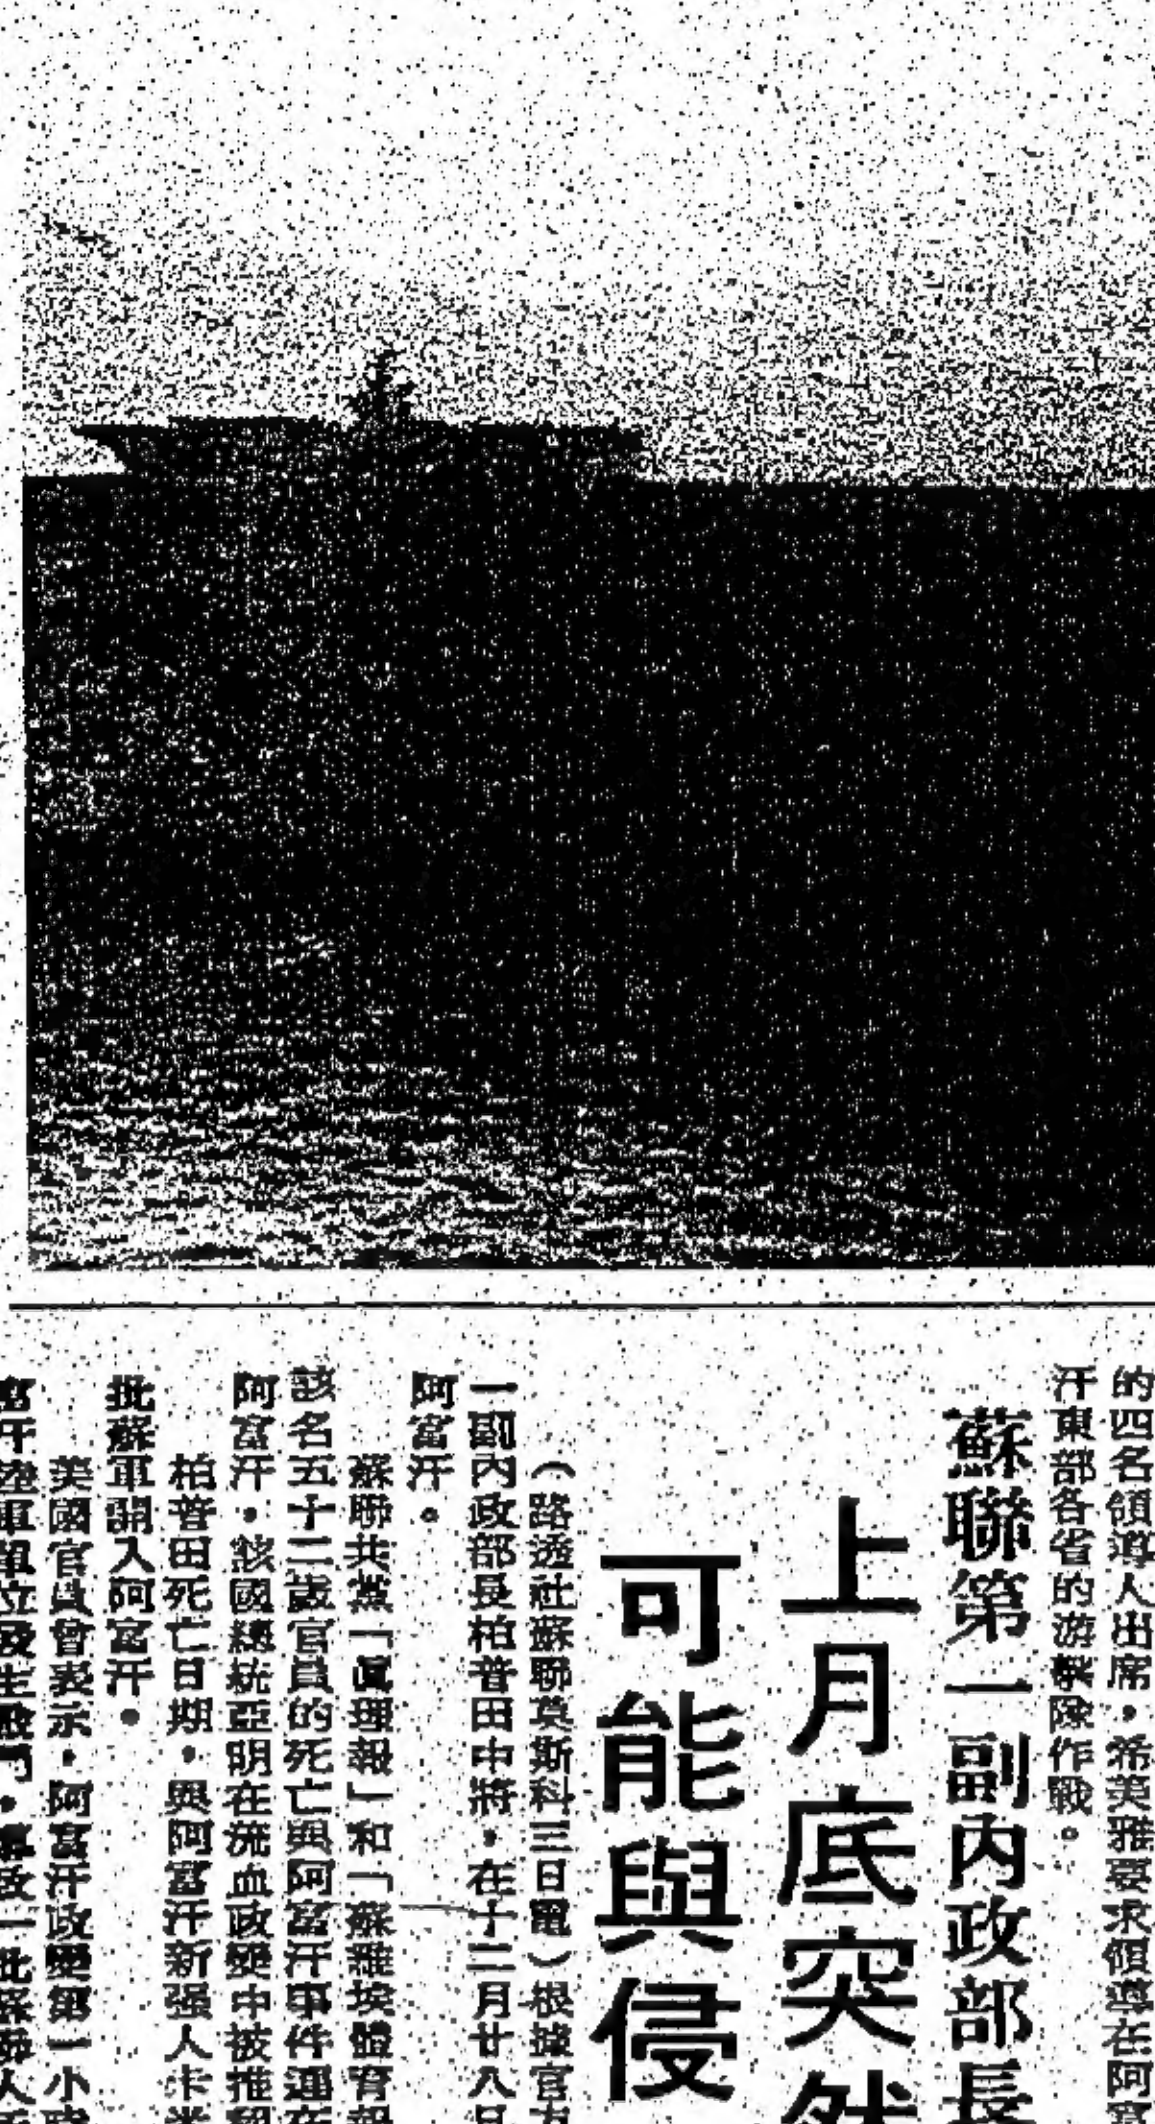 的四名領導人出席，希美雅要求領導在阿富
汗東部各省的游擊隊作戰。
蘇聯第一副內政部長
上月底突然
可能與侵
（路透社蘇聯莫斯科三日電）根據官方
一副內政部長柏普田中將，在十二月廿八日
阿富汗。
蘇聯共黨「眞理報」和「蘇維埃體育報
該名五十二歲官員的死亡與阿富汗事件連在
阿富汗，該國總統亞明在流血政變中被推翻
柏普田死亡日期，與阿富汗新强人卡米
批蘇軍開入阿富汗。
美國官員曾表示，阿富汗政變第一小時
富汗陸軍單位發生戰鬥，導致一批蘇聯人